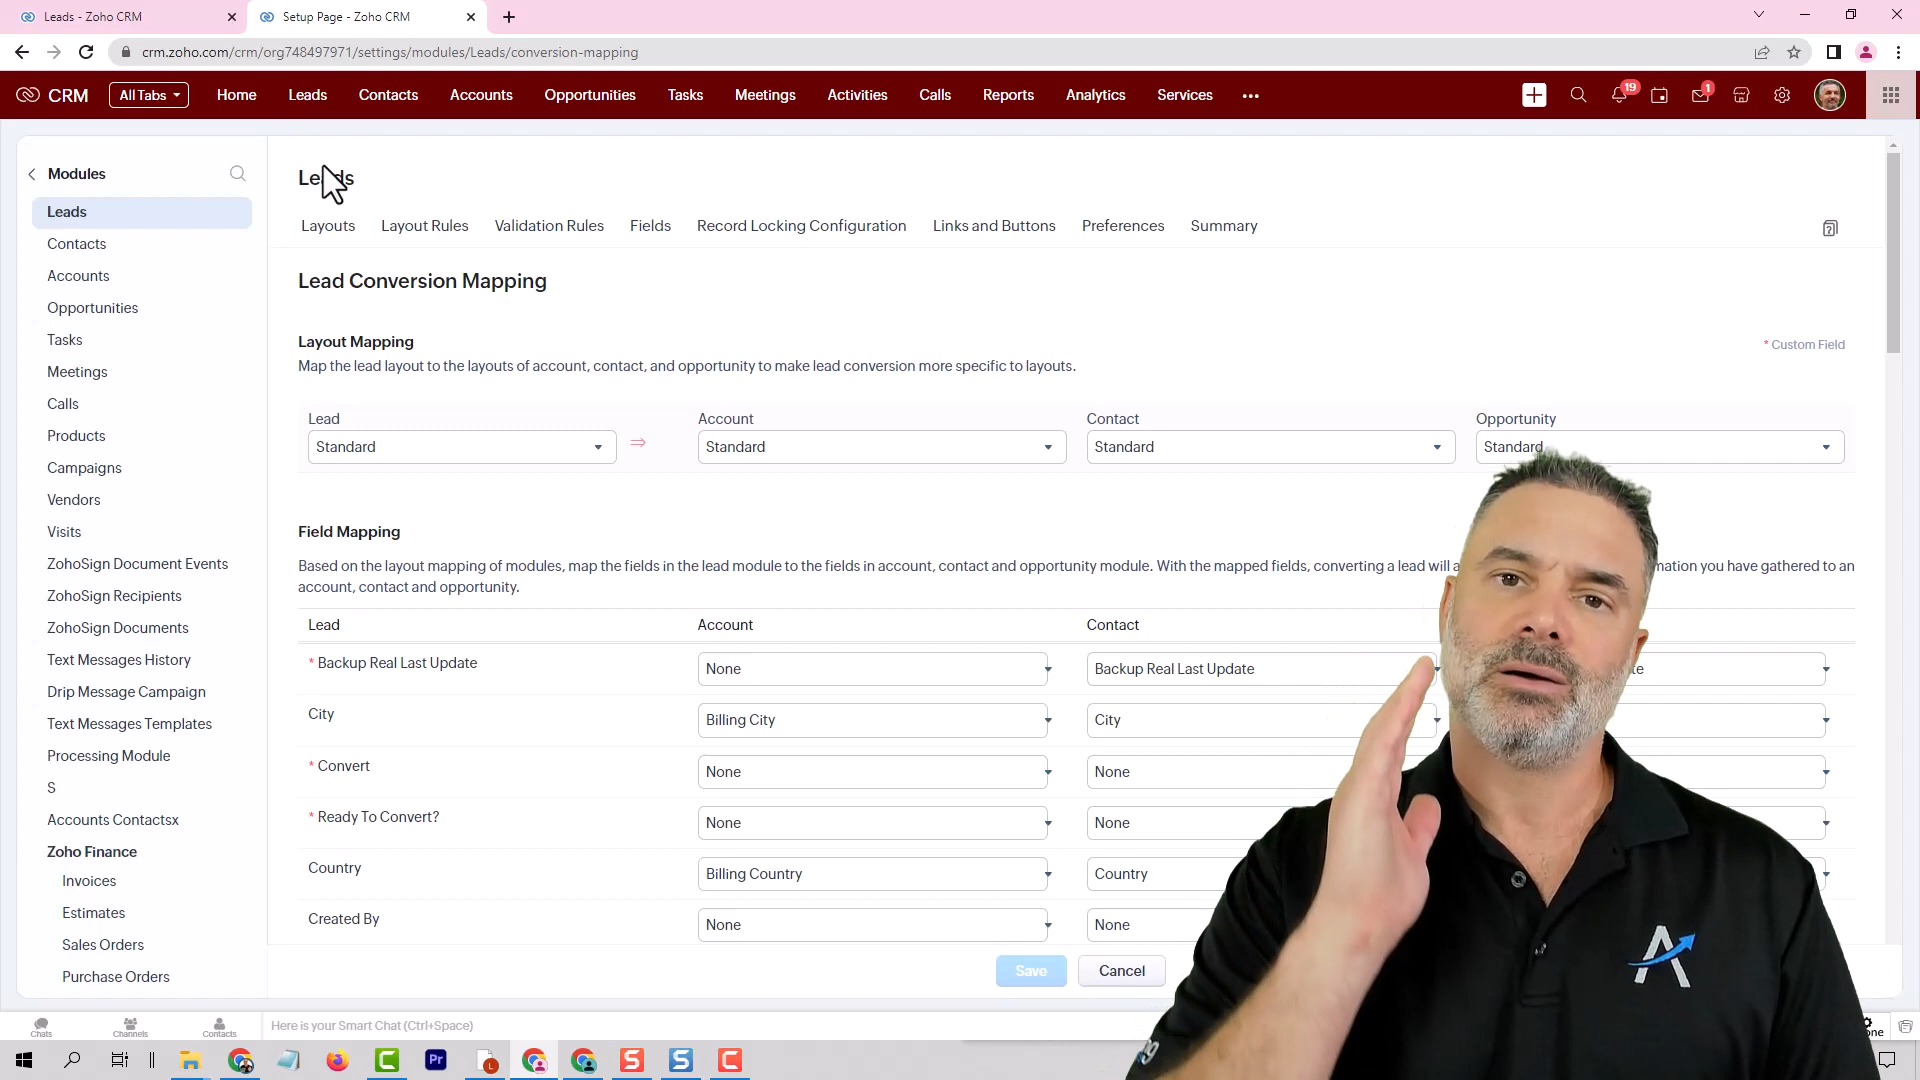 Leads - Zoho CRM
Setup Page - Zoho CRM
crm.zoho.com/crm/org748497971/settings/modules/Leads/conversion-mapping
CRM All Tabs Home Leads Contacts Accounts Opportunities Tasks Meetings Activities Calls Reports Analytics Services ••• 19 1
Modules
Leads
Contacts
Accounts
Opportunities
Tasks
Meetings
Calls
Products
Campaigns
Vendors
Visits
ZohoSign Document Events
ZohoSign Recipients
ZohoSign Documents
Text Messages History
Drip Message Campaign
Text Messages Templates
Processing Module
S
Accounts Contactsx
Zoho Finance
Invoices
Estimates
Sales Orders
Purchase Orders
Leads
Layouts Layout Rules Validation Rules Fields Record Locking Configuration Links and Buttons Preferences Summary
Lead Conversion Mapping
Layout Mapping
* Custom Field
Map the lead layout to the layouts of account, contact, and opportunity to make lead conversion more specific to layouts.
Lead Account Contact Opportunity
Standard ⇒ Standard Standard Standard
Field Mapping
Based on the layout mapping of modules, map the fields in the lead module to the fields in account, contact and opportunity module. With the mapped fields, converting a lead will a mation you have gathered to an
account, contact and opportunity.
Lead Account Contact
* Backup Real Last Update None Backup Real Last Update te
City Billing City City
* Convert None None
* Ready To Convert? None None
Country Billing Country Country
Created By None None
Save Cancel
Chats Channels Contacts Here is your Smart Chat (Ctrl+Space)
Pr L S S C